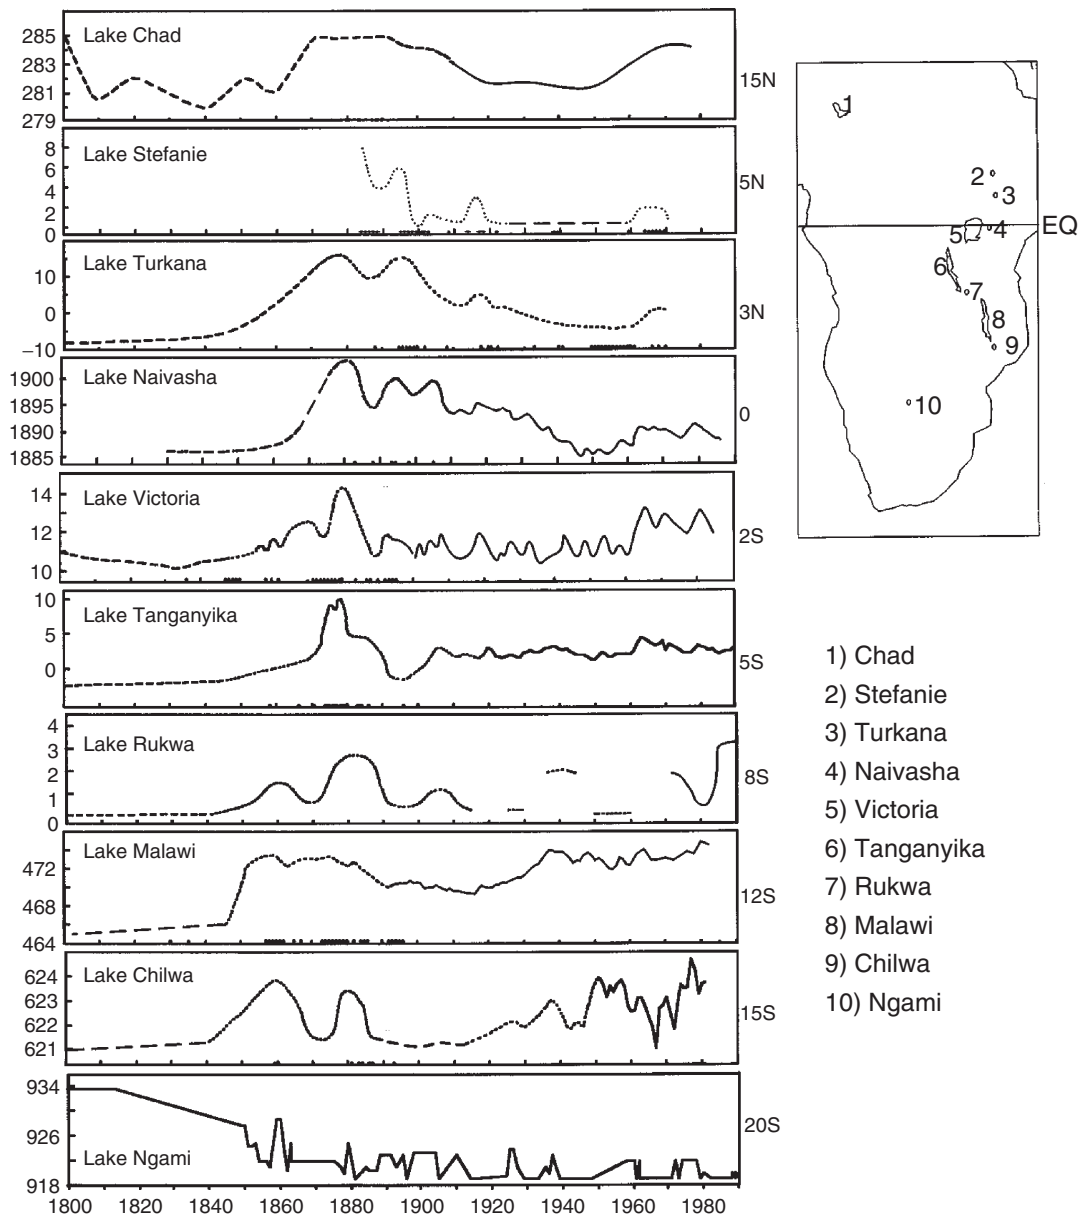 Lake Chad
285
283
281
279
15N
Lake Stefanie
8
6
4
2
0
5N
Lake Turkana
10
0
−10
3N
Lake Naivasha
1900
1895
1890
1885
0
Lake Victoria
14
12
10
2S
Lake Tanganyika
10
5
0
5S
Lake Rukwa
4
3
2
1
0
8S
Lake Malawi
472
468
464
12S
Lake Chilwa
624
623
622
621
15S
Lake Ngami
934
926
918
20S
1800 1820 1840 1860 1880 1900 1920 1940 1960 1980
1
2
3
4
EQ
5
6
7
8
9
10
1) Chad
2) Stefanie
3) Turkana
4) Naivasha
5) Victoria
6) Tanganyika
7) Rukwa
8) Malawi
9) Chilwa
10) Ngami